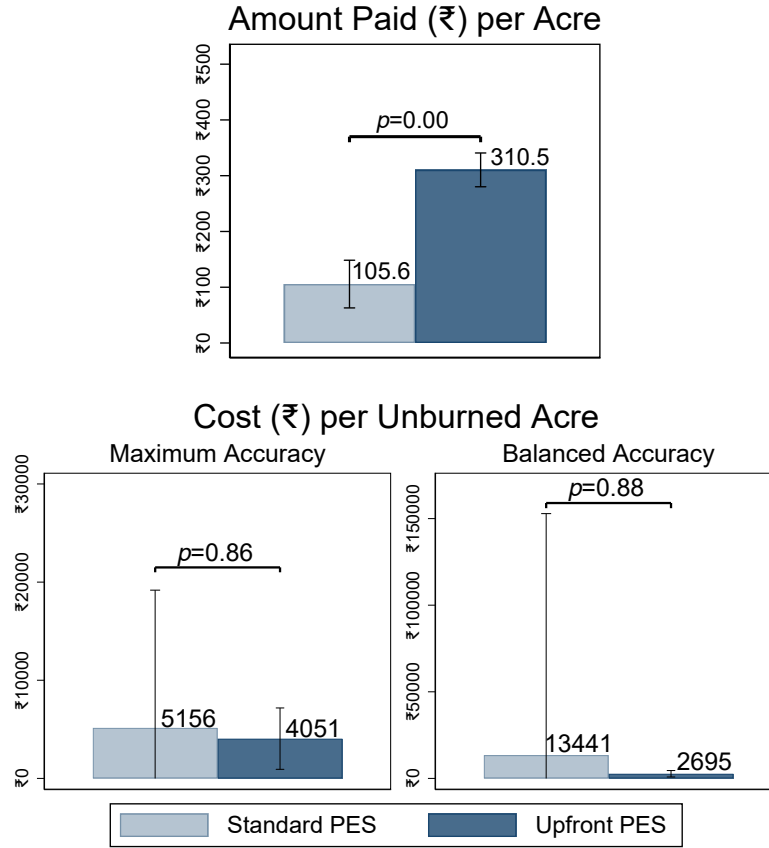 Amount Paid (₹) per Acre
₹500
₹400
₹300
₹200
₹100
₹0
p=0.00
310.5
105.6
Cost (₹) per Unburned Acre
Maximum Accuracy
₹30000
₹20000
₹10000
₹0
p=0.86
5156
4051
Balanced Accuracy
₹150000
₹100000
₹50000
₹0
p=0.88
13441
2695
Standard PES
Upfront PES